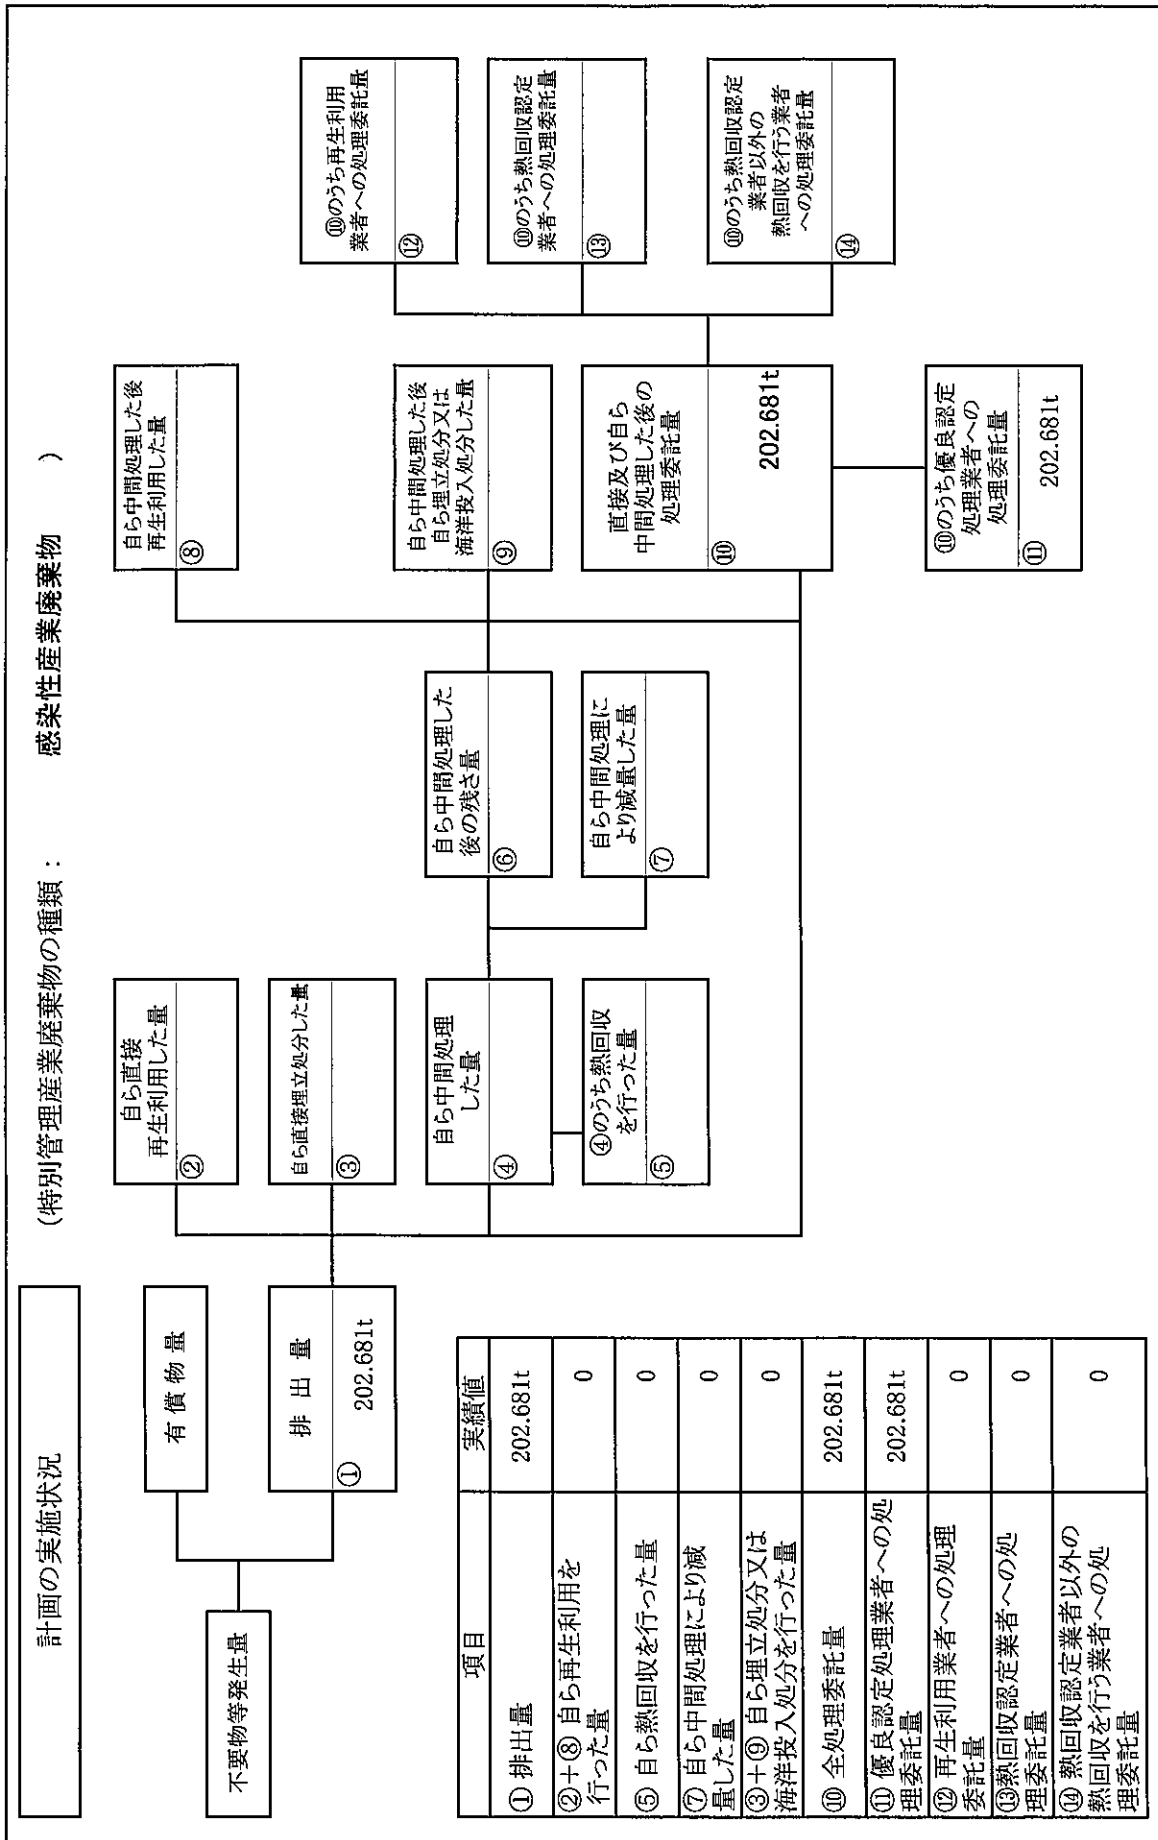 計画の実施状況
(特別管理産業廃棄物の種類： 感染性産業廃棄物 )
不要物等発生量
有償物量
排出量
① 202.681t
自ら直接
再生利用した量
②
自ら直接埋立処分した量
③
自ら中間処理
した量
④
④のうち熱回収
を行った量
⑤
自ら中間処理した
後の残さ量
⑥
自ら中間処理に
より減量した量
⑦
自ら中間処理した後
再生利用した量
⑧
自ら中間処理した後
自ら埋立処分又は
海洋投入処分した量
⑨
直接及び自ら
中間処理した後の
処理委託量
⑩
202.681t
⑩のうち優良認定
処理業者への
処理委託量
⑪ 202.681t
⑩のうち再生利用
業者への処理委託量
⑫
⑩のうち熱回収認定
業者への処理委託量
⑬
⑩のうち熱回収認定
業者以外の
熱回収を行う業者
への処理委託量
⑭
項目 実績値
① 排出量 202.681t
②＋⑧ 自ら再生利用を
行った量 0
⑤ 自ら熱回収を行った量 0
⑦ 自ら中間処理により減
量した量 0
③＋⑨ 自ら埋立処分又は
海洋投入処分を行った量 0
⑩ 全処理委託量 202.681t
⑪ 優良認定処理業者への処
理委託量 202.681t
⑫ 再生利用業者への処理
委託量 0
⑬熱回収認定業者への処
理委託量 0
⑭ 熱回収認定業者以外の
熱回収を行う業者への処
理委託量 0